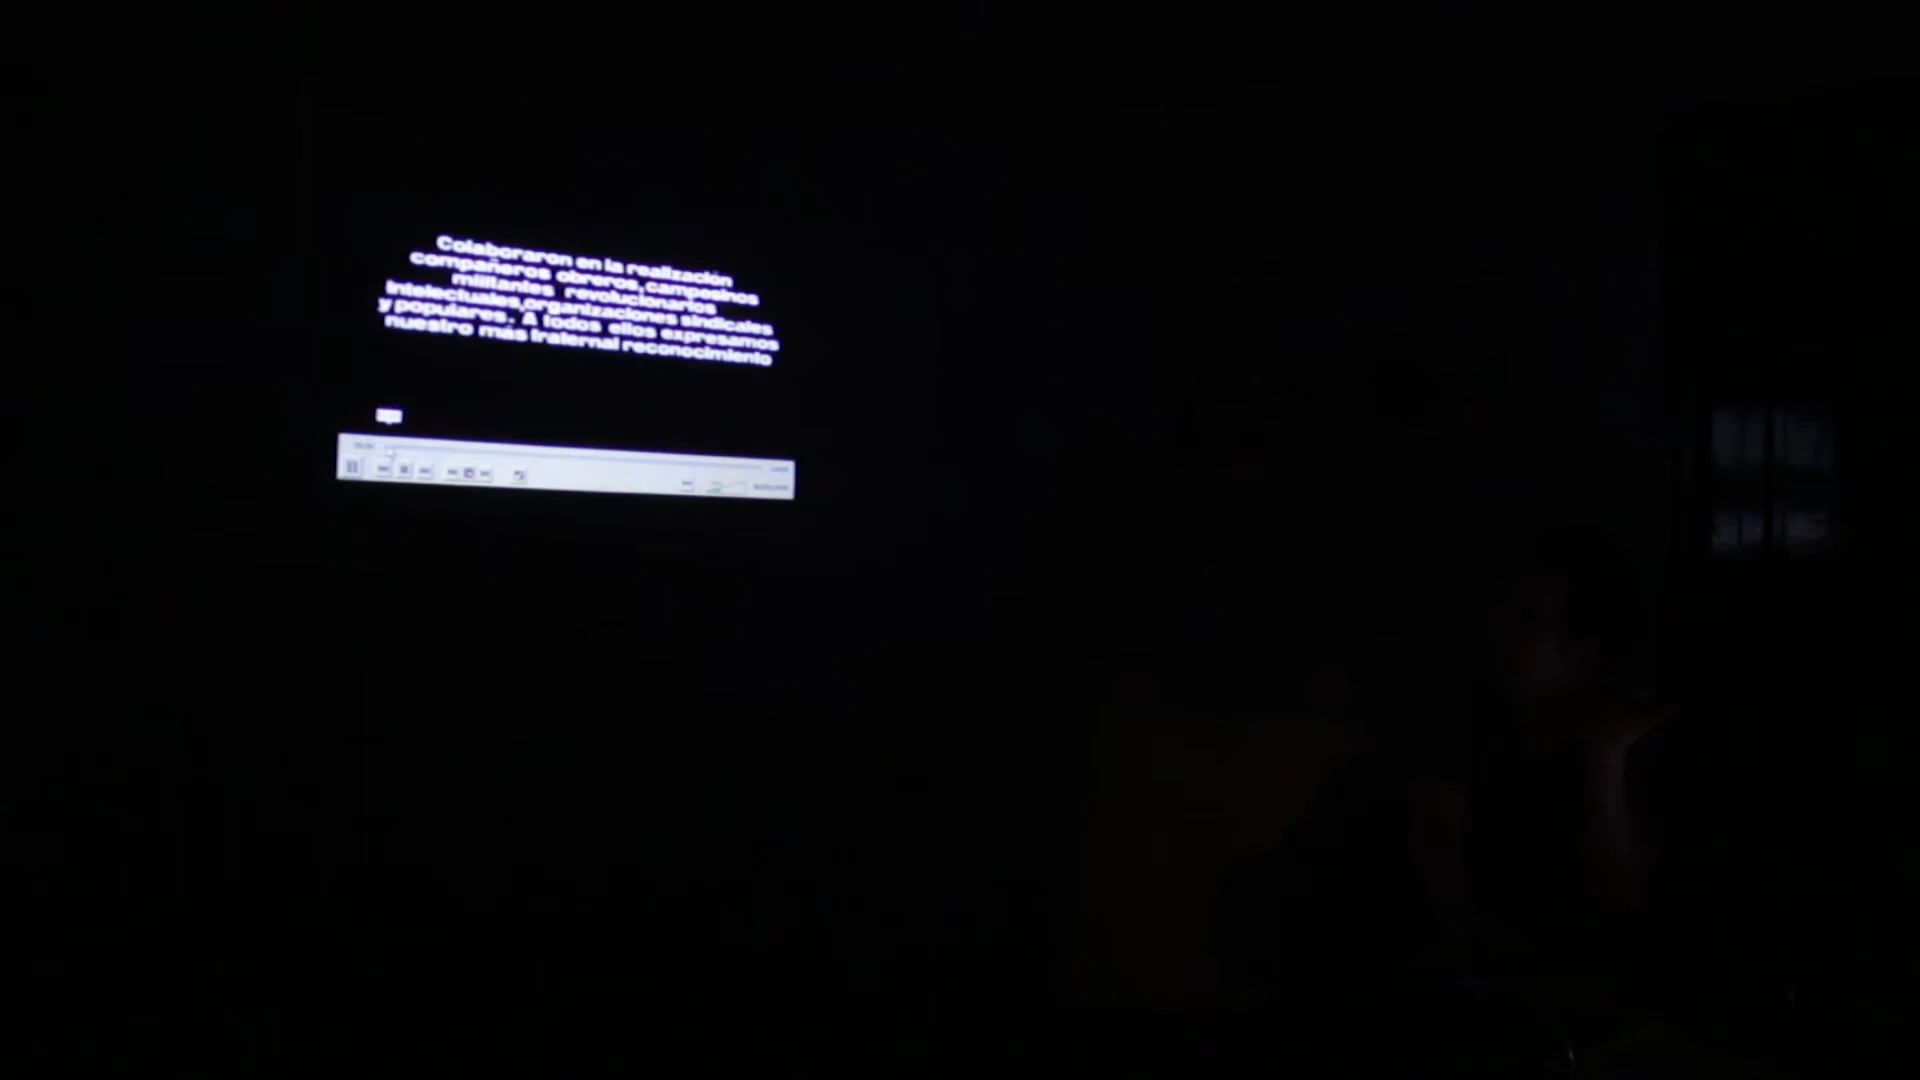 Colaboraron en la realización
compañeros obreros, campesinos
militantes revolucionarios
intelectuales, organizaciones sindicales
y populares. A todos ellos expresamos
nuestro más fraternal reconocimiento